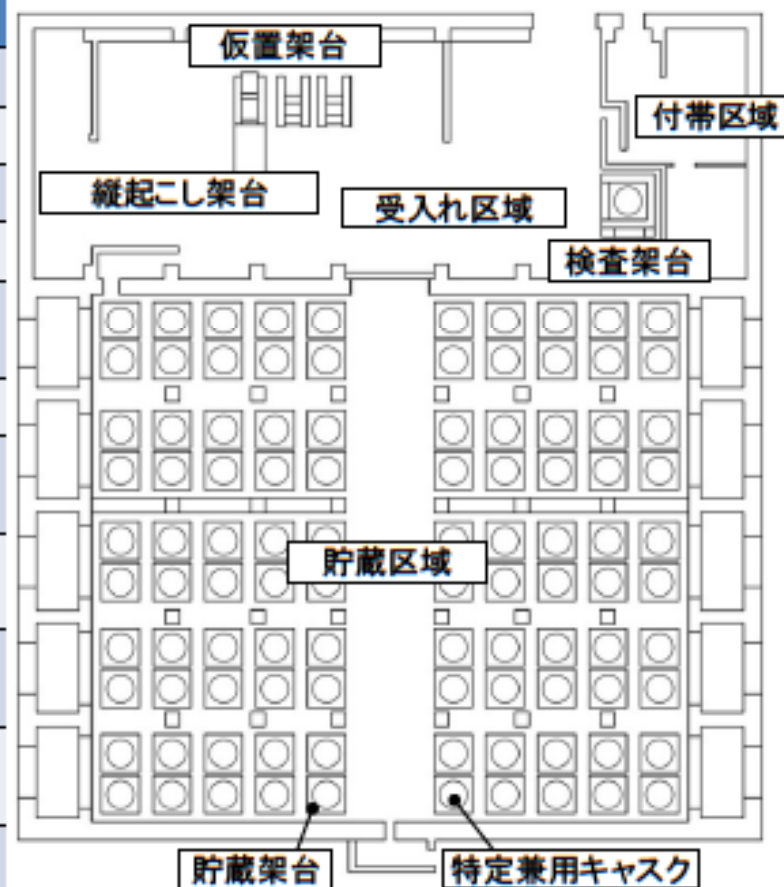 仮置架台
付帯区域
縦起こし架台
受入れ区域
検査架台
貯蔵区域
貯蔵架台
特定兼用キャスク